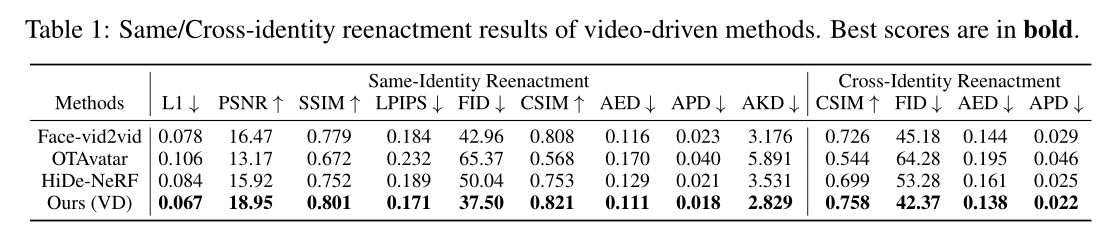 Table 1: Same/Cross-identity reenactment results of video-driven methods. Best scores are in bold.
Same-Identity Reenactment Cross-Identity Reenactment
Methods L1 ↓ PSNR ↑ SSIM ↑ LPIPS ↓ FID ↓ CSIM ↑ AED ↓ APD ↓ AKD ↓ CSIM ↑ FID ↓ AED ↓ APD ↓
Face-vid2vid 0.078 16.47 0.779 0.184 42.96 0.808 0.116 0.023 3.176 0.726 45.18 0.144 0.029
OTAvatar 0.106 13.17 0.672 0.232 65.37 0.568 0.170 0.040 5.891 0.544 64.28 0.195 0.046
HiDe-NeRF 0.084 15.92 0.752 0.189 50.04 0.753 0.129 0.021 3.531 0.699 53.28 0.161 0.025
Ours (VD) 0.067 18.95 0.801 0.171 37.50 0.821 0.111 0.018 2.829 0.758 42.37 0.138 0.022